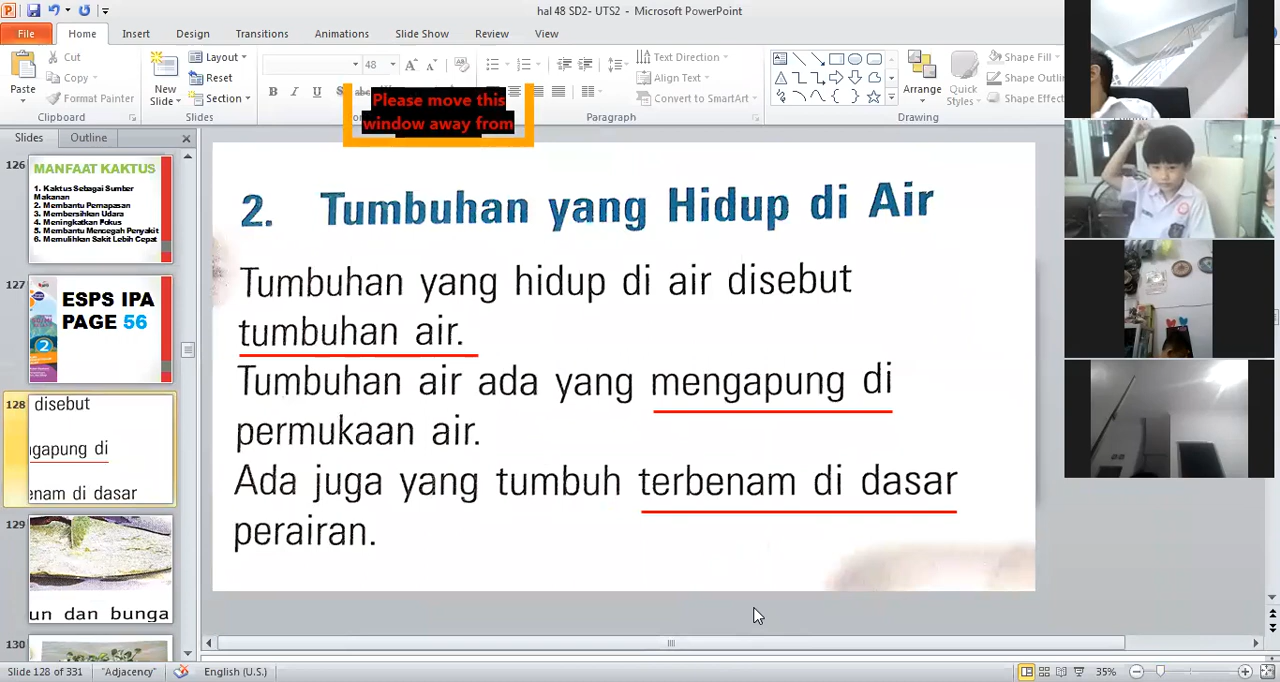 hal 48 SD2- UTS2 - Microsoft PowerPoint
File Home Insert Design Transitions Animations Slide Show Review View
Paste
Cut
Copy
Format Painter
Clipboard
New
Slide
Layout
Reset
Section
Slides
48
B I U S
Please move this
window away from
Paragraph
Text Direction
Align Text
Convert to SmartArt
Arrange
Quick
Styles
Shape Fill
Shape Outli
Shape Effect
Drawing
Slides Outline
126
MANFAAT KAKTUS
1. Kaktus Sebagai Sumber
Makanan
2. Membantu Pernapasan
3. Membersihkan Udara
4. Meningkatkan Fokus
5. Membantu Mencegah Penyakit
6. Memulihkan Sakit Lebih Cepat
127
ESPS IPA
PAGE 56
2
128
disebut
ngapung di
enam di dasar
129
un dan bunga
130
2. Tumbuhan yang Hidup di Air
Tumbuhan yang hidup di air disebut
tumbuhan air.
Tumbuhan air ada yang mengapung di
permukaan air.
Ada juga yang tumbuh terbenam di dasar
perairan.
Slide 128 of 331 "Adjacency" English (U.S.) 35%